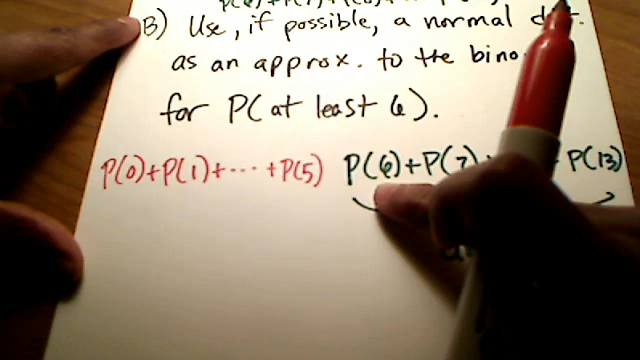 B) Use, if possible, a normal
as an approx. to the
for P(at least 6).
P(0)+P(1)+···+P(5) P(6)+P(7) P(13)